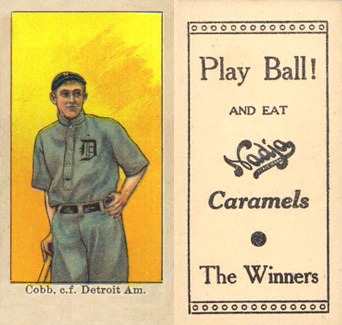 D
Cobb, c.f. Detroit Am.
Play Ball!
AND EAT
Nadja
Caramels
The Winners